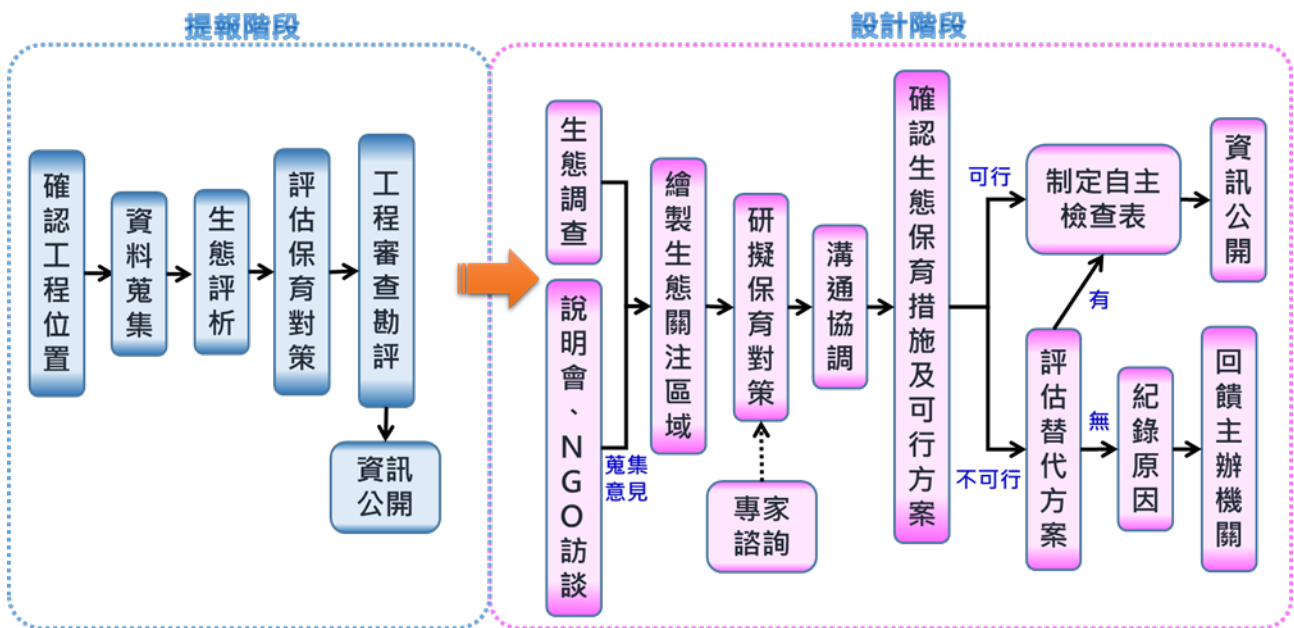 提報階段
設計階段
確認工程位置
資料蒐集
生態評析
評估保育對策
工程審查勘評
資訊
公開
生態調查
說明會、NGO訪談
蒐集
意見
繪製生態關注區域
研擬保育對策
專家
諮詢
溝通協調
確認生態保育措施及可行方案
可行
制定自主
檢查表
資訊公開
有
不可行
評估替代方案
無
紀錄原因
回饋主辦機關